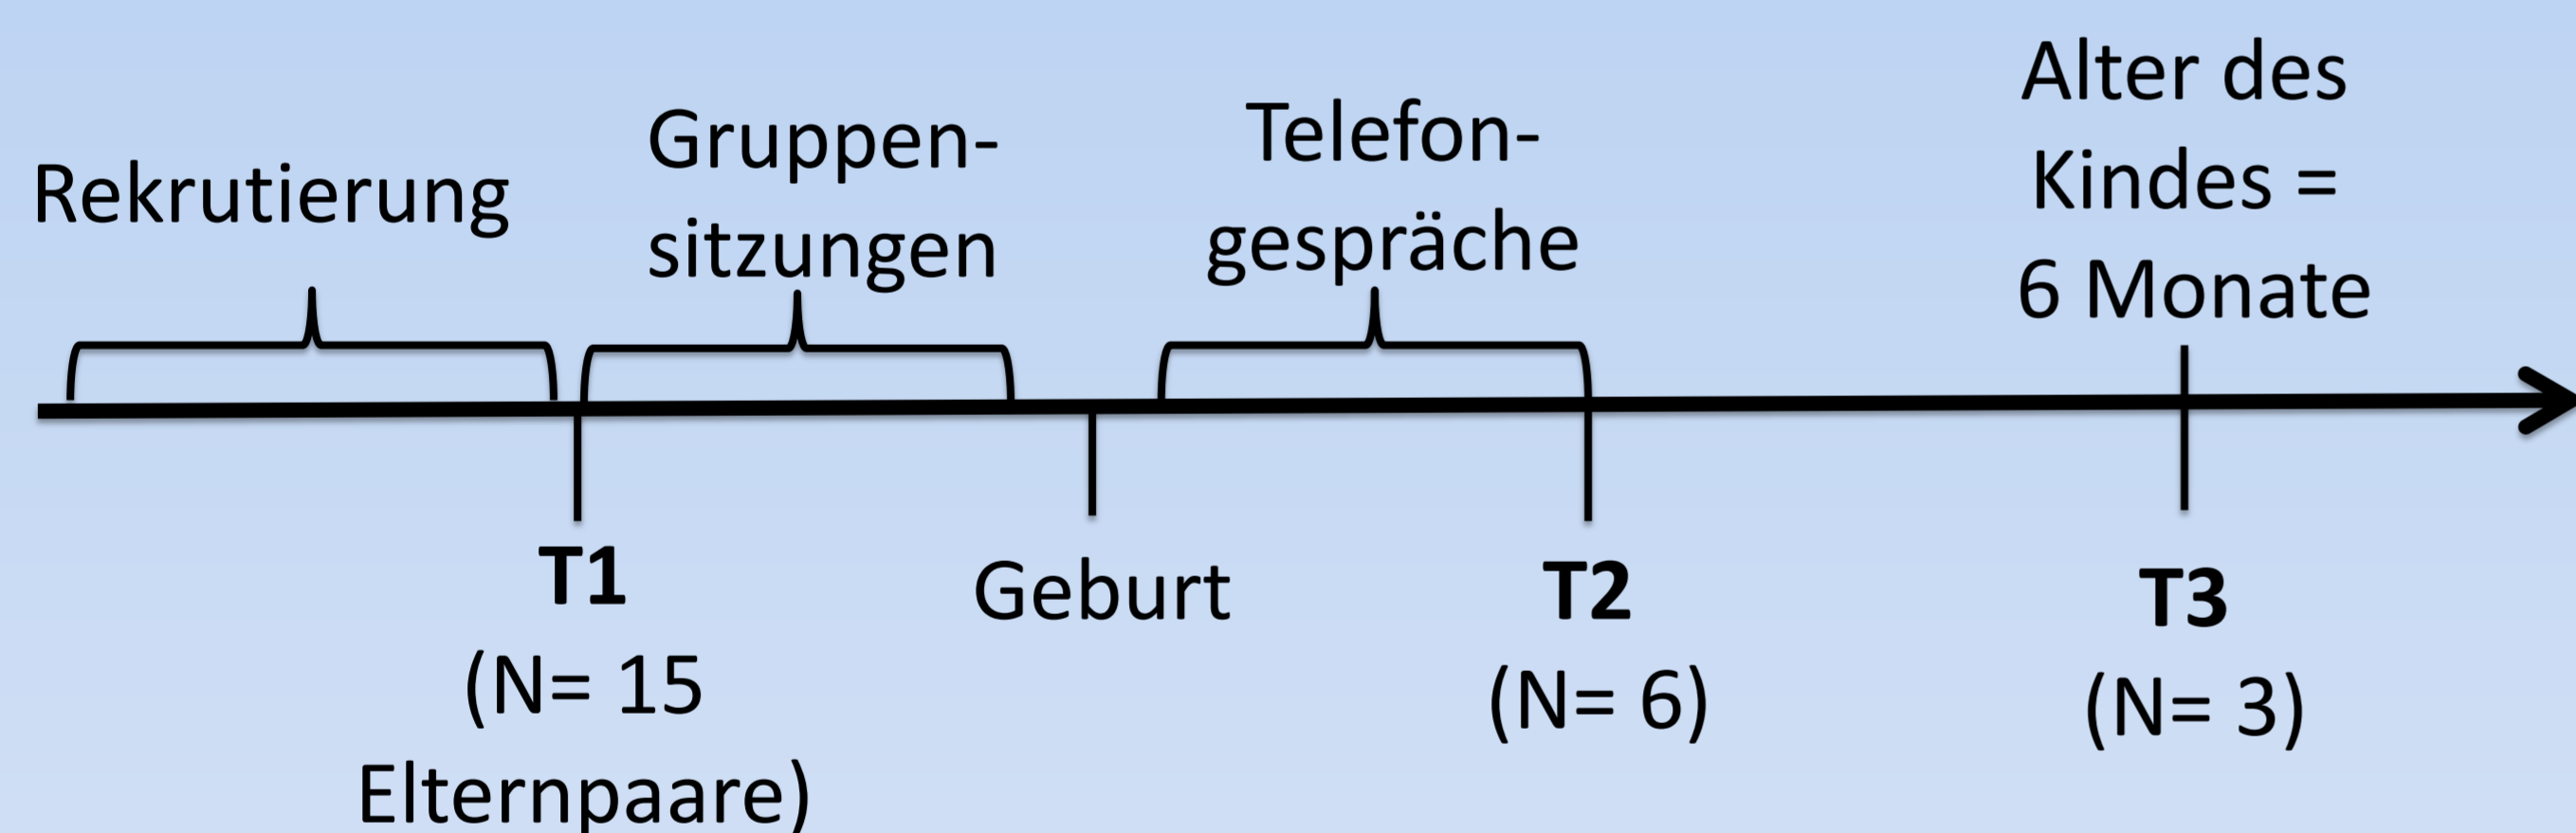 Rekrutierung
Gruppen-
sitzungen
Telefon-
gespräche
Alter des
Kindes =
6 Monate
T1
(N= 15
Elternpaare)
Geburt
T2
(N= 6)
T3
(N= 3)